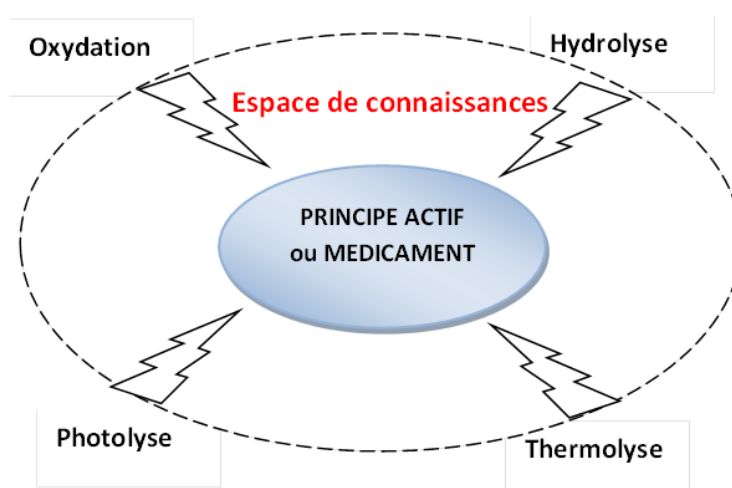 Oxydation
Hydrolyse
Espace de connaissances
PRINCIPE ACTIF
ou MEDICAMENT
Photolyse
Thermolyse